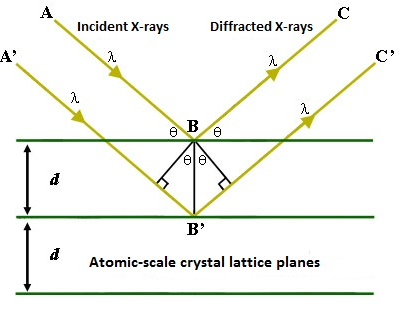 A Incident X-rays Diffracted X-rays C
A' C'
λ λ
λ λ
B
θ θ
θ θ
d
B'
d Atomic-scale crystal lattice planes